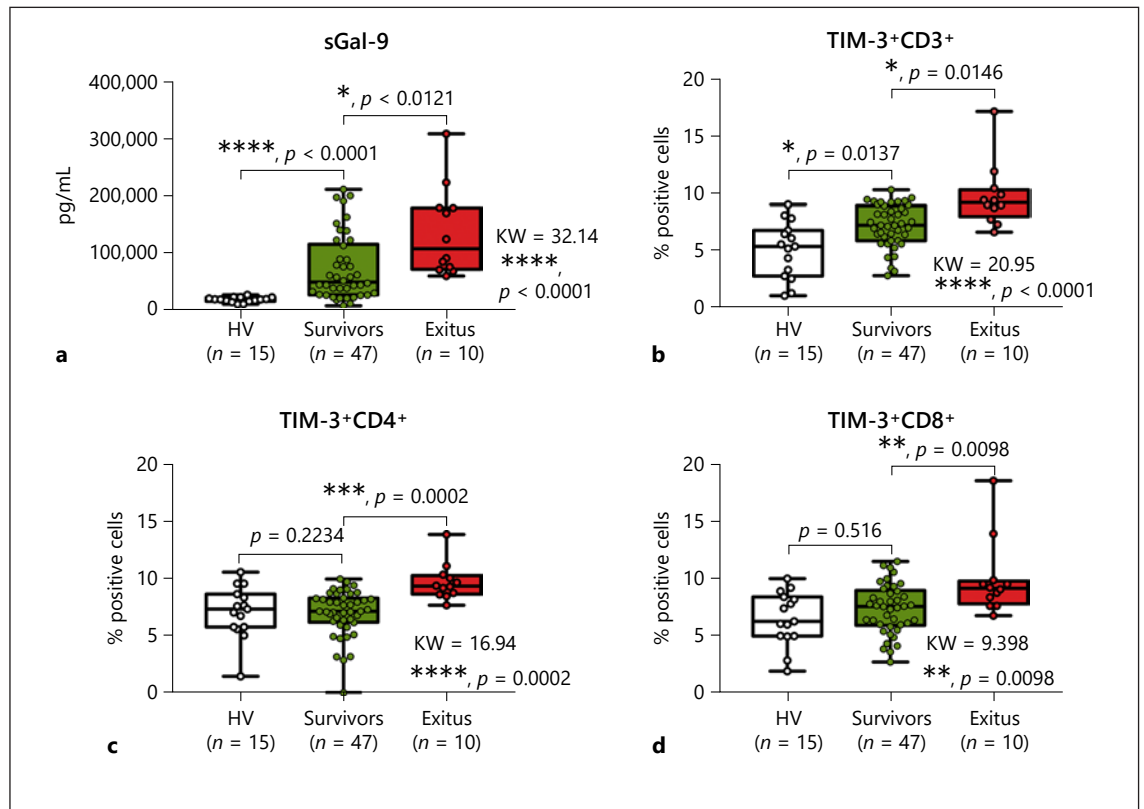 sGal-9
400,000
300,000
200,000
100,000
0
pg/mL
****, p < 0.0001
*, p < 0.0121
KW = 32.14
****,
p < 0.0001
HV
(n = 15)
Survivors
(n = 47)
Exitus
(n = 10)
a
TIM-3+CD3+
20
15
10
5
0
% positive cells
*, p = 0.0146
*, p = 0.0137
KW = 20.95
****, p < 0.0001
HV
(n = 15)
Survivors
(n = 47)
Exitus
(n = 10)
b
TIM-3+CD4+
20
15
10
5
0
% positive cells
***, p = 0.0002
p = 0.2234
KW = 16.94
****, p = 0.0002
HV
(n = 15)
Survivors
(n = 47)
Exitus
(n = 10)
c
TIM-3+CD8+
20
15
10
5
0
% positive cells
**, p = 0.0098
p = 0.516
KW = 9.398
**, p = 0.0098
HV
(n = 15)
Survivors
(n = 47)
Exitus
(n = 10)
d